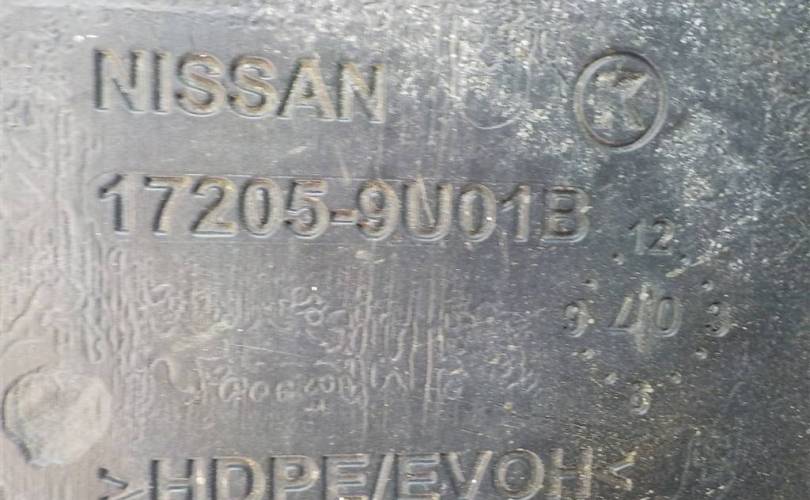 NISSAN K
17205-9U01B
12
9 40 3
6
>HDPE/EVOH<